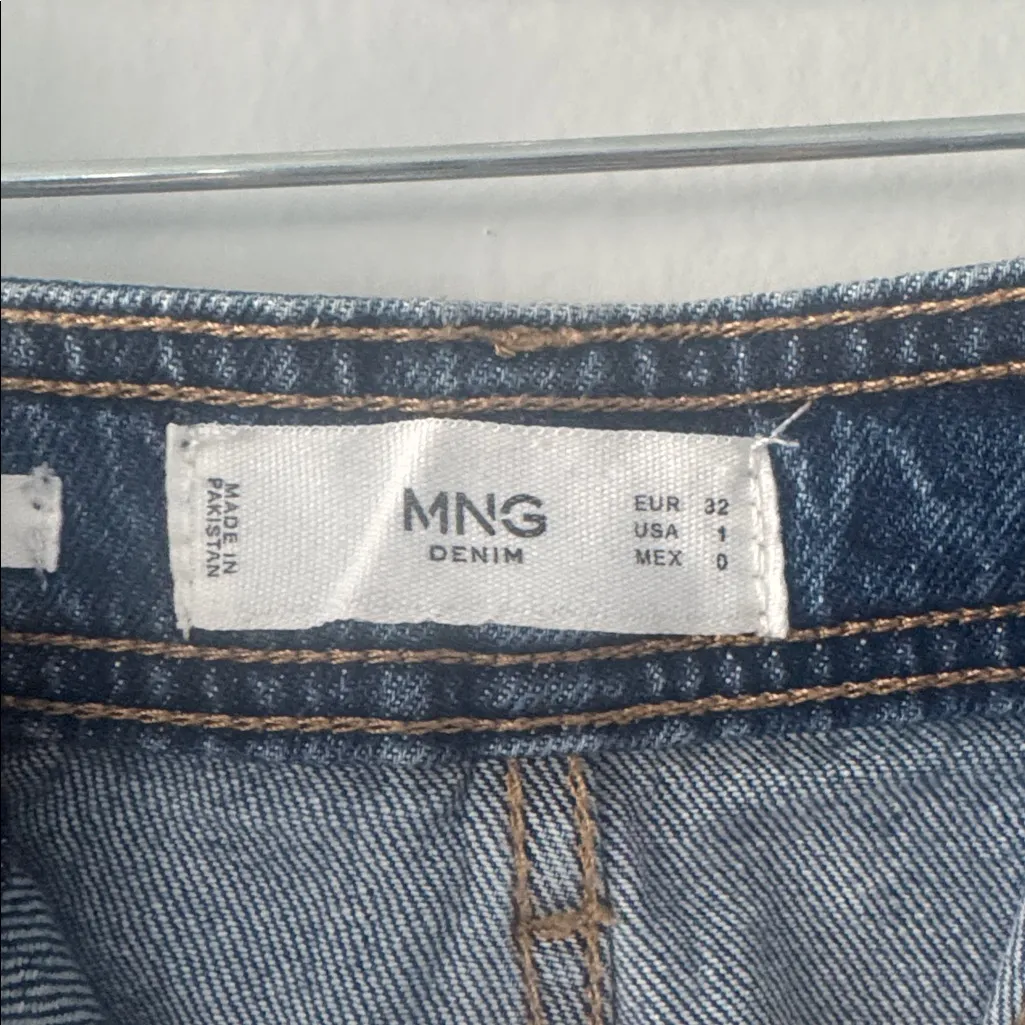 MADE IN
PAKISTAN
MNG
DENIM
EUR 32
USA 1
MEX 0